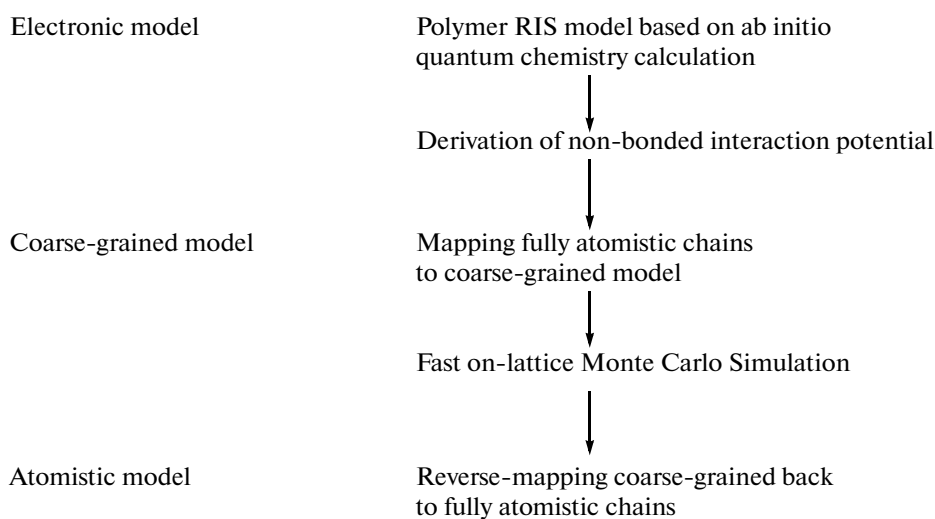 Electronic model
Polymer RIS model based on ab initio
quantum chemistry calculation
Derivation of non-bonded interaction potential
Coarse-grained model
Mapping fully atomistic chains
to coarse-grained model
Fast on-lattice Monte Carlo Simulation
Atomistic model
Reverse-mapping coarse-grained back
to fully atomistic chains